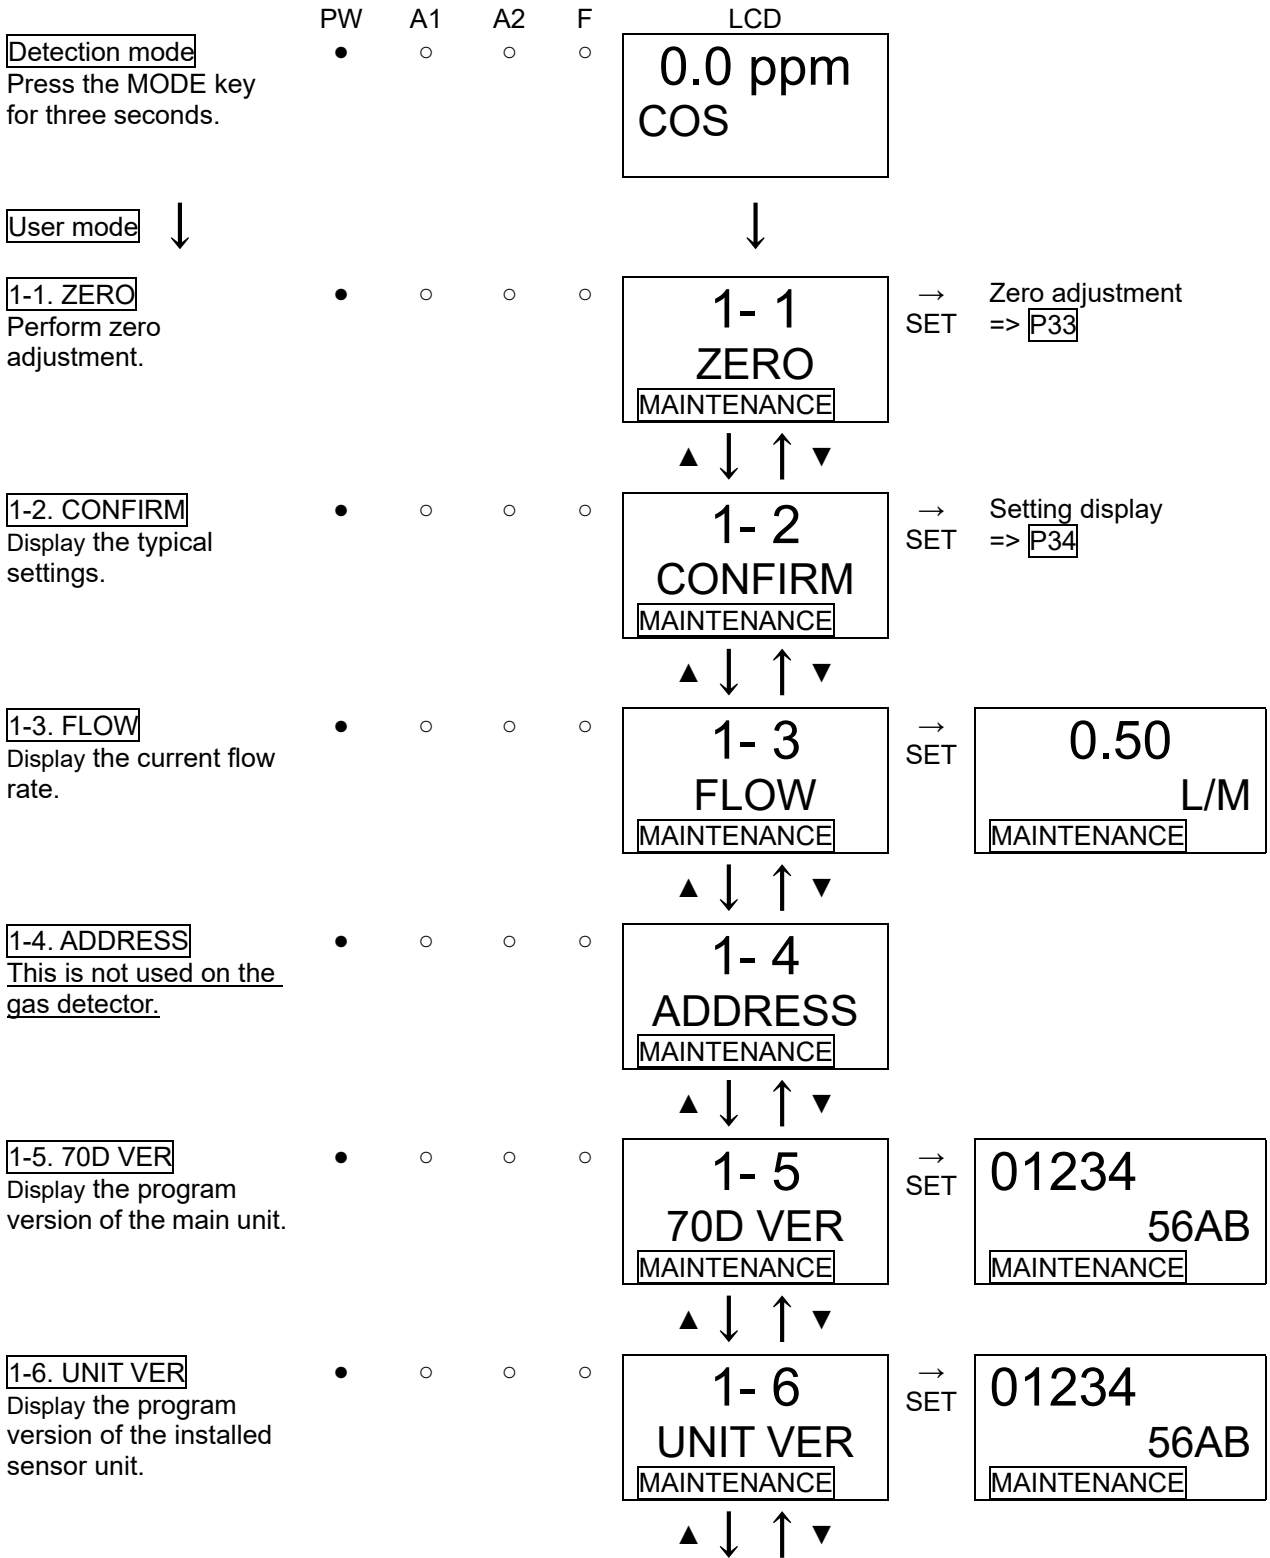 PW A1 A2 F LCD
Detection mode ● ○ ○ ○ 0.0 ppm
Press the MODE key
for three seconds.
COS
User mode ↓ ↓
1-1. ZERO ● ○ ○ ○ 1- 1 → Zero adjustment
Perform zero
adjustment.
ZERO
MAINTENANCE
SET => P33
▲ ↓ ↑ ▼
1-2. CONFIRM ● ○ ○ ○ 1- 2 → Setting display
Display the typical
settings.
CONFIRM
MAINTENANCE
SET => P34
▲ ↓ ↑ ▼
1-3. FLOW ● ○ ○ ○ 1- 3 → 0.50
Display the current flow
rate.
FLOW
MAINTENANCE
SET
L/M
MAINTENANCE
▲ ↓ ↑ ▼
1-4. ADDRESS ● ○ ○ ○ 1- 4
This is not used on the
gas detector.
ADDRESS
MAINTENANCE
▲ ↓ ↑ ▼
1-5. 70D VER ● ○ ○ ○ 1- 5 → 01234
Display the program
version of the main unit.
70D VER
MAINTENANCE
SET
56AB
MAINTENANCE
▲ ↓ ↑ ▼
1-6. UNIT VER ● ○ ○ ○ 1- 6 → 01234
Display the program
version of the installed
sensor unit.
UNIT VER
MAINTENANCE
SET
56AB
MAINTENANCE
▲ ↓ ↑ ▼